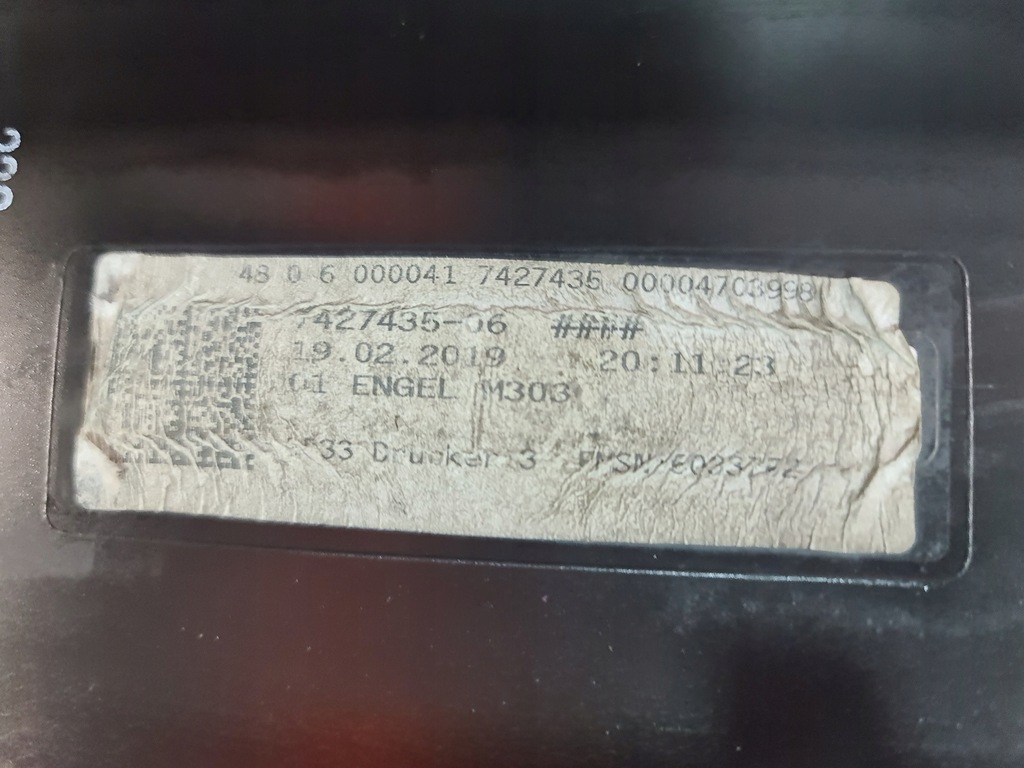 48 0 6 000041 7427435 00004703998
7427435-06 ####
19.02.2019 20:11:23
01 ENGEL M303
33 Drucker 3